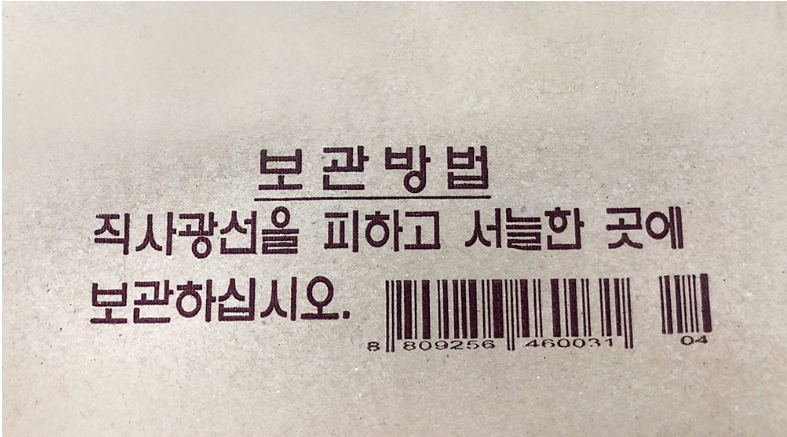 보관방법
직사광선을 피하고 서늘한 곳에
보관하십시오.
8 809256 460031 04